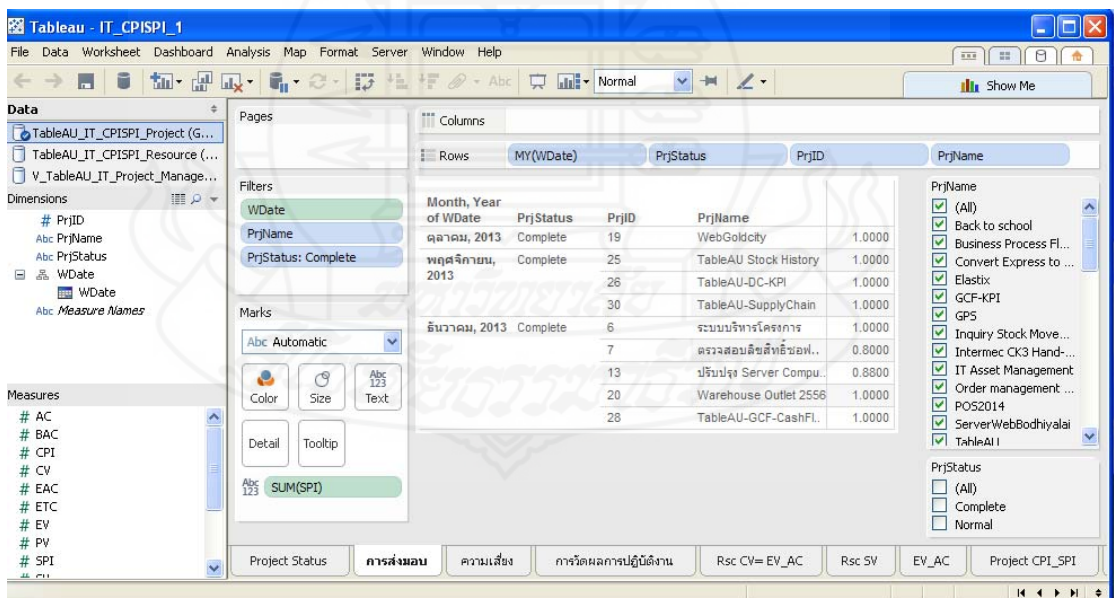 Tableau - IT_CPISPI_1
File Data Worksheet Dashboard Analysis Map Format Server Window Help
Abc Normal Show Me
Data
TableAU_IT_CPISPI_Project (G...
TableAU_IT_CPISPI_Resource (...
V_TableAU_IT_Project_Manage...
Dimensions
# PrjID
Abc PrjName
Abc PrjStatus
WDate
WDate
Abc Measure Names
Measures
# AC
# BAC
# CPI
# CV
# EAC
# ETC
# EV
# PV
# SPI
Pages
Filters
WDate
PrjName
PrjStatus: Complete
Marks
Abc Automatic
Color Size Abc 123 Text
Detail Tooltip
Abc 123 SUM(SPI)
Columns
Rows MY(WDate) PrjStatus PrjID PrjName
Month, Year of WDate PrjStatus PrjID PrjName
ตุลาคม, 2013 Complete 19 WebGoldcity 1.0000
พฤศจิกายน, 2013 Complete 25 TableAU Stock History 1.0000
26 TableAU-DC-KPI 1.0000
30 TableAU-SupplyChain 1.0000
ธันวาคม, 2013 Complete 6 ระบบบริหารโครงการ 1.0000
7 ตรวจสอบลิขสิทธิ์ซอฟ.. 0.8000
13 ปรับปรุง Server Compu.. 0.8800
20 Warehouse Outlet 2556 1.0000
28 TableAU-GCF-CashFl.. 1.0000
PrjName
(All)
Back to school
Business Process Fl...
Convert Express to ...
Elastix
GCF-KPI
GPS
Inquiry Stock Move...
Intermec CK3 Hand-...
IT Asset Management
Order management ...
POS2014
ServerWebBodhiyalai
TableAU
PrjStatus
(All)
Complete
Normal
Project Status การส่งมอบ ความเสี่ยง การวัดผลการปฏิบัติงาน Rsc CV= EV_AC Rsc SV EV_AC Project CPI_SPI